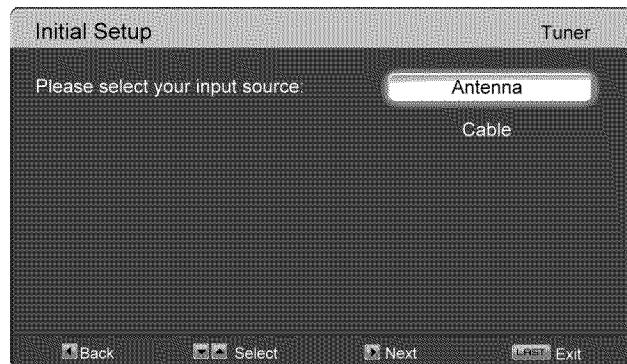 Initial Setup Tuner
Please select your input source: Antenna
Cable
Back Select Next LAST Exit